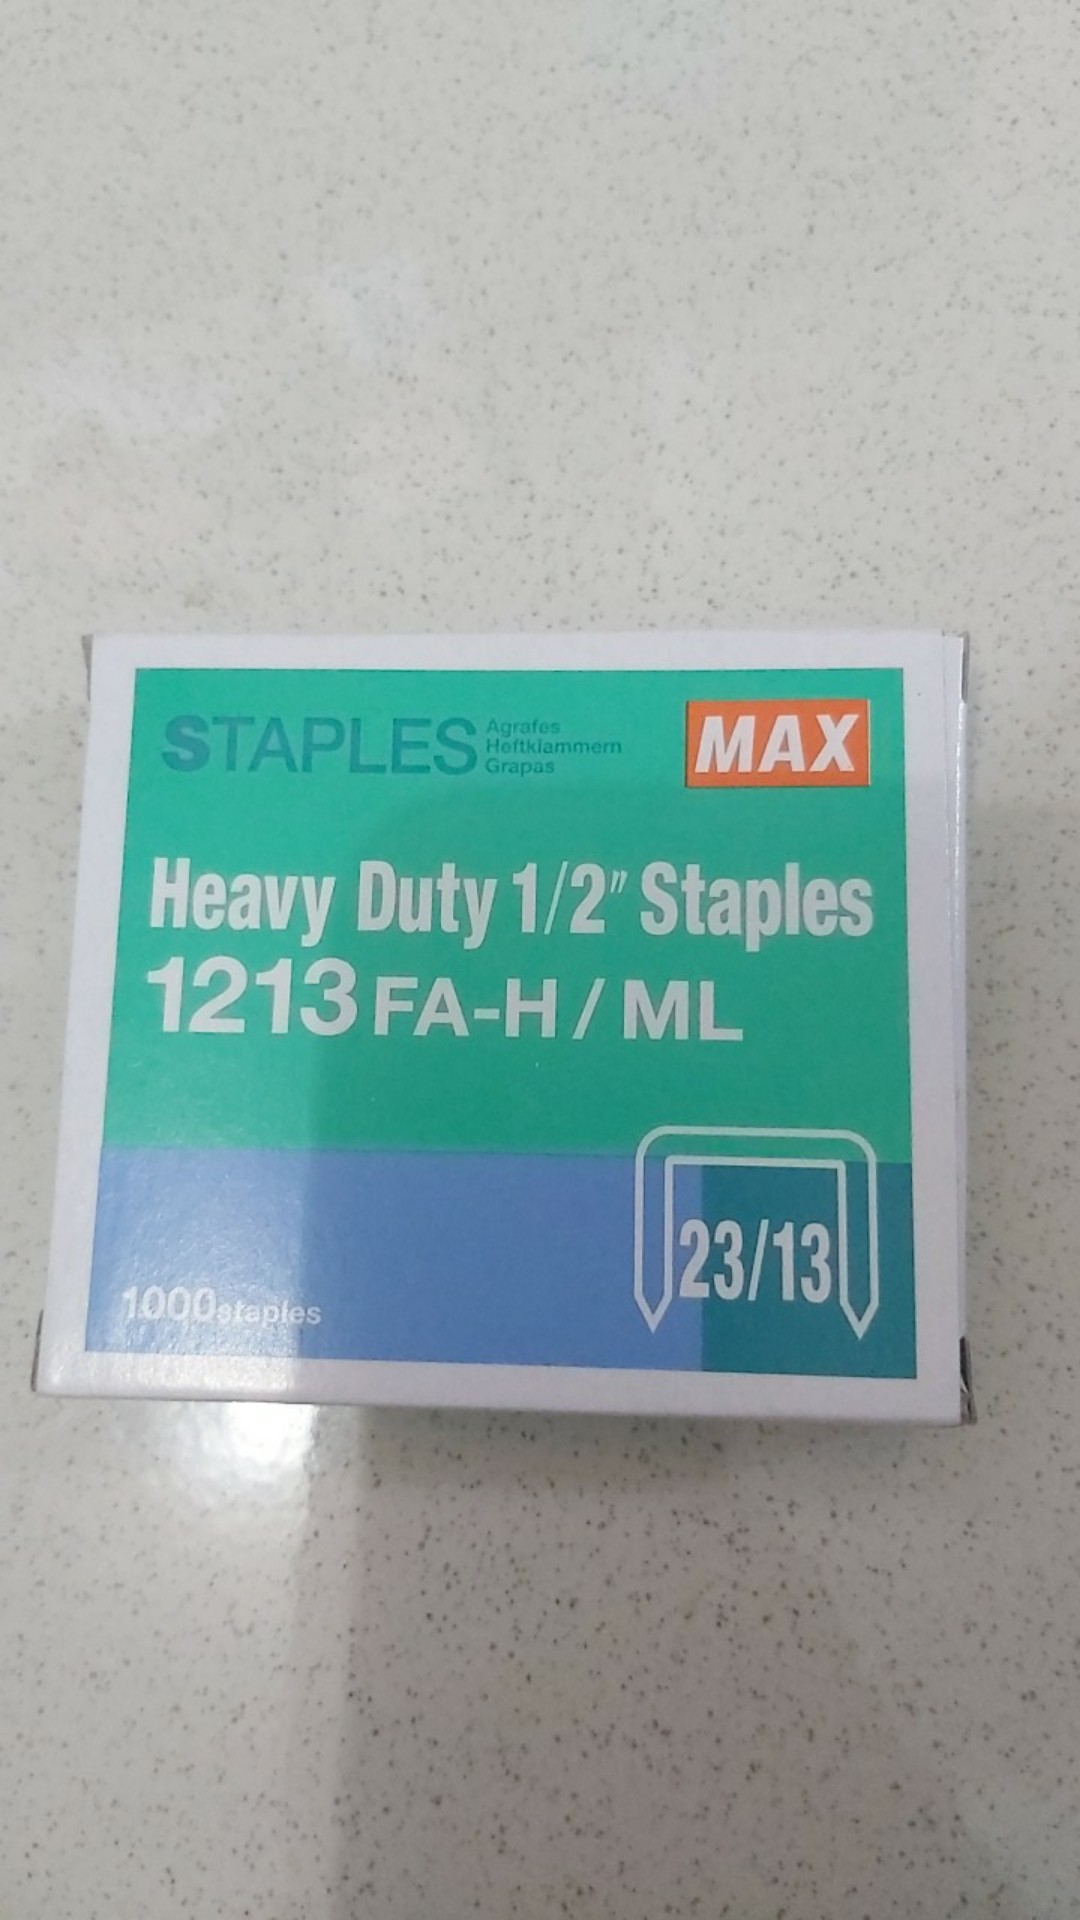 STAPLES
Agrafes
Heftklammern
Grapas
MAX
Heavy Duty 1/2" Staples
1213 FA-H / ML
23/13
1000staples